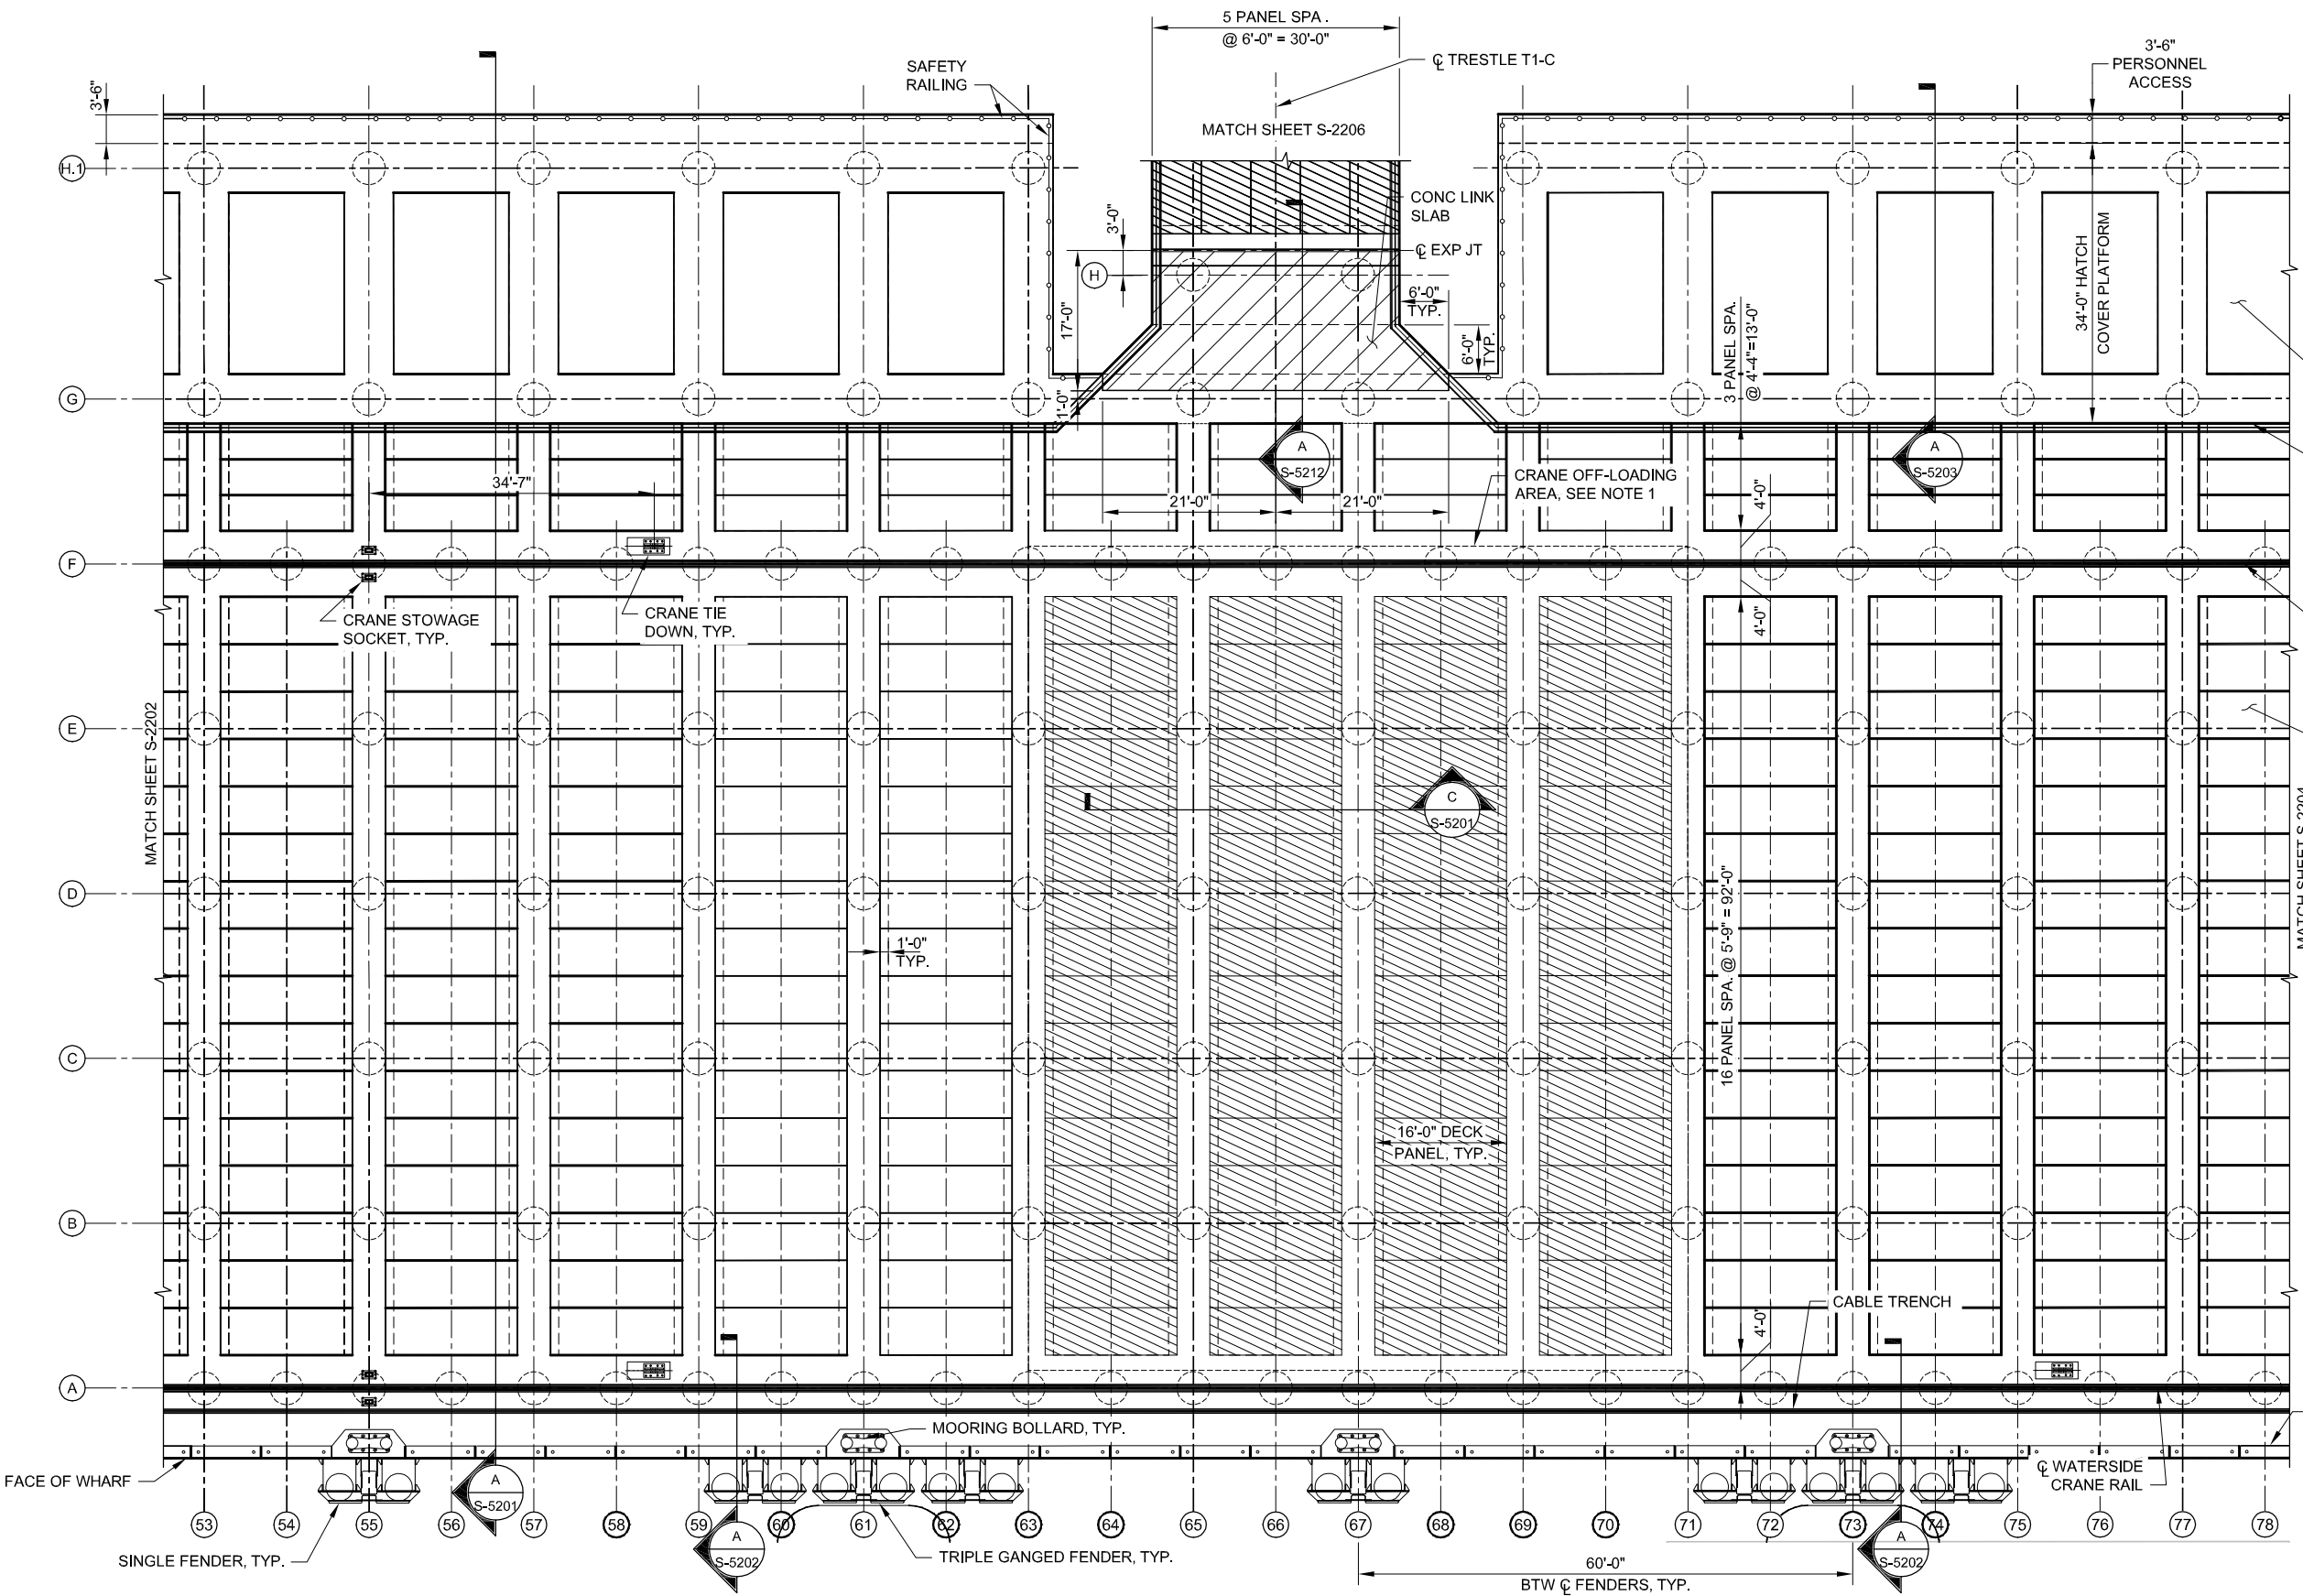 5 PANEL SPA.
@ 6'-0" = 30'-0"
℄ TRESTLE T1-C
3'-6"
PERSONNEL
ACCESS
SAFETY
RAILING
3'-6"
MATCH SHEET S-2206
H.1
CONC LINK
SLAB
3'-0"
℄ EXP JT
H
6'-0"
TYP.
17'-0"
6'-0"
TYP.
3 PANEL SPA.
@ 4'-4"=13'-0"
34'-0" HATCH
COVER PLATFORM
G
1'-0"
A
S-5212
A
S-5203
34'-7"
CRANE OFF-LOADING
AREA, SEE NOTE 1
21'-0"
21'-0"
4'-0"
F
CRANE STOWAGE
SOCKET, TYP.
CRANE TIE
DOWN, TYP.
4'-0"
E
MATCH SHEET S-2202
C
S-5201
MATCH SHEET S-2204
D
1'-0"
TYP.
16 PANEL SPA. @ 5'-9" = 92'-0"
C
16'-0" DECK
PANEL, TYP.
B
CABLE TRENCH
4'-0"
A
MOORING BOLLARD, TYP.
FACE OF WHARF
A
S-5201
℄ WATERSIDE
CRANE RAIL
53 54 55 56 57 58 59 60 61 62 63 64 65 66 67 68 69 70 71 72 73 74 75 76 77 78
SINGLE FENDER, TYP.
A
S-5202
TRIPLE GANGED FENDER, TYP.
A
S-5202
60'-0"
BTW ℄ FENDERS, TYP.